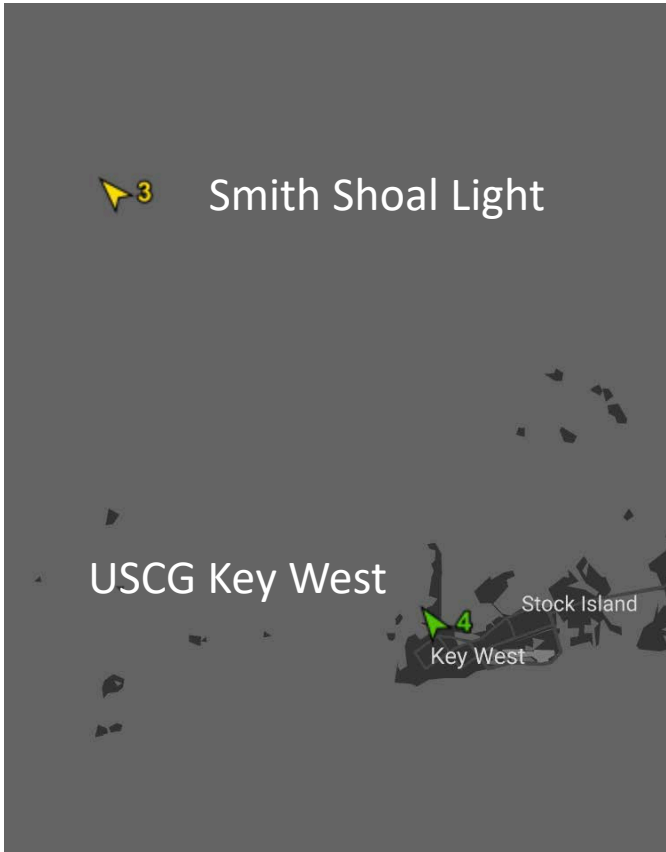 3 Smith Shoal Light
USCG Key West
Stock Island
4
Key West